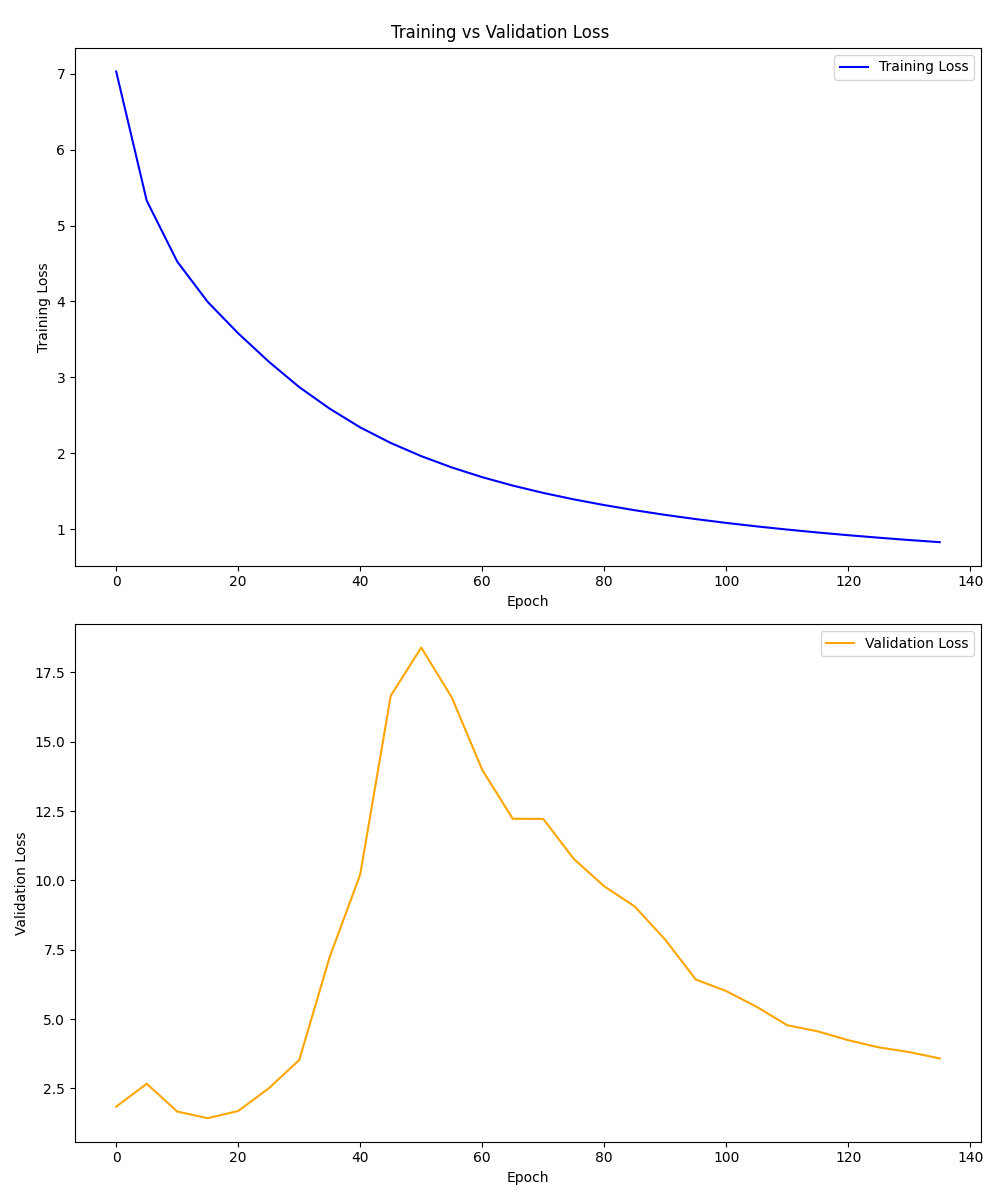 Training vs Validation Loss
Training Loss
7
6
5
4
3
2
1
Training Loss
0 20 40 60 80 100 120 140
Epoch
Validation Loss
17.5
15.0
12.5
10.0
7.5
5.0
2.5
Validation Loss
0 20 40 60 80 100 120 140
Epoch